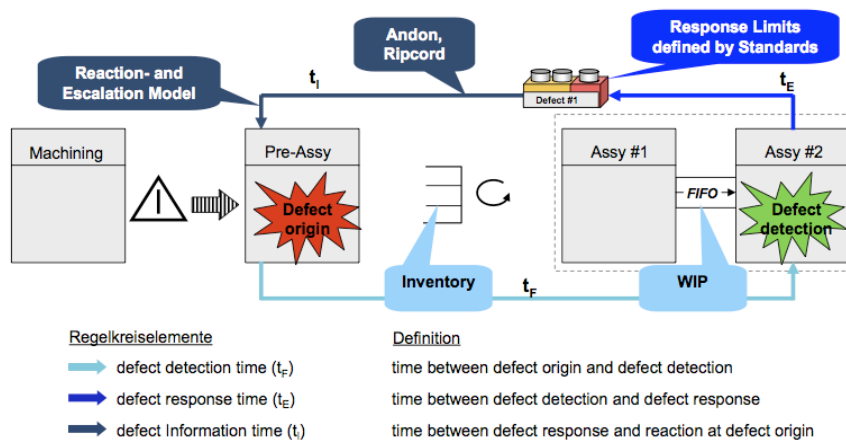 Andon,
Ripcord
Response Limits
defined by Standards
Reaction- and
Escalation Model
tI
tE
Defect #1
Machining
Pre-Assy
Assy #1
Assy #2
FIFO
Defect
origin
Defect
detection
Inventory
tF
WIP
Regelkreiselemente
Definition
defect detection time (tF)
time between defect origin and defect detection
defect response time (tE)
time between defect detection and defect response
defect Information time (tI)
time between defect response and reaction at defect origin